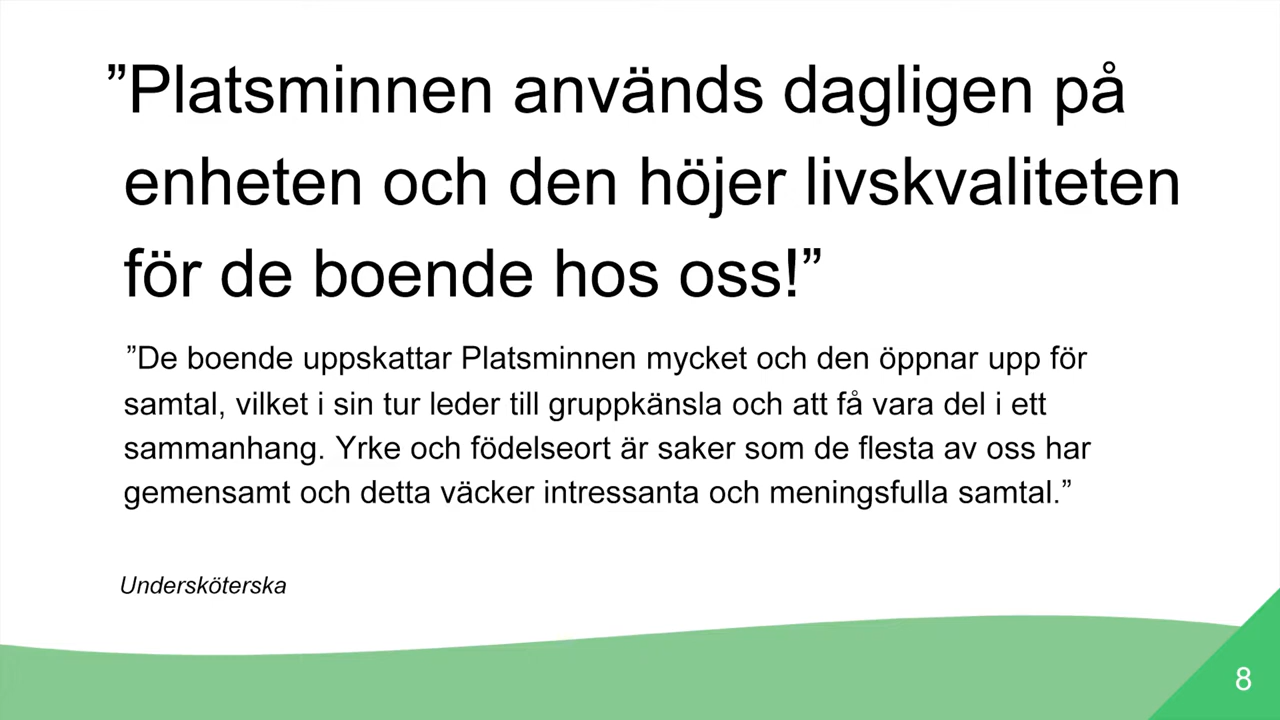 ”Platsminnen används dagligen på
enheten och den höjer livskvaliteten
för de boende hos oss!”
”De boende uppskattar Platsminnen mycket och den öppnar upp för
samtal, vilket i sin tur leder till gruppkänsla och att få vara del i ett
sammanhang. Yrke och födelseort är saker som de flesta av oss har
gemensamt och detta väcker intressanta och meningsfulla samtal.”
Undersköterska
8